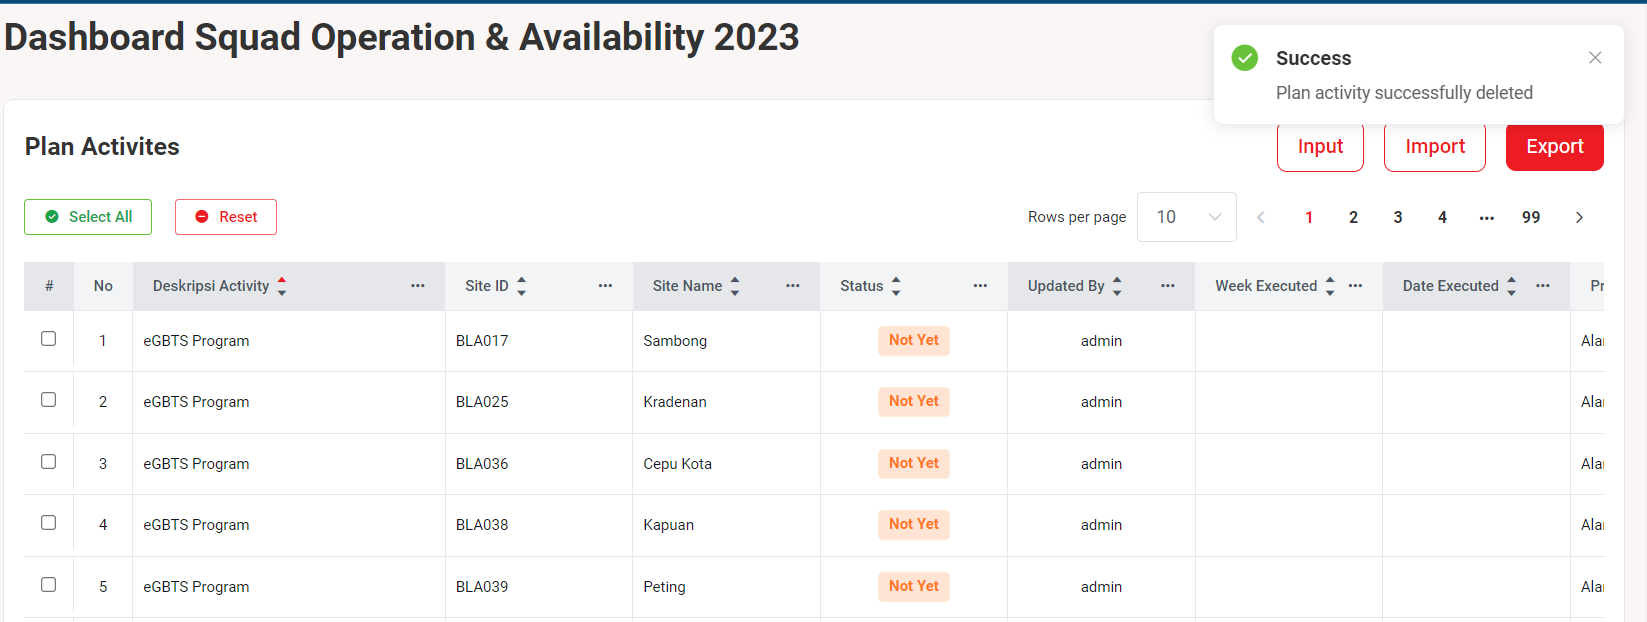 Dashboard Squad Operation & Availability 2023
Success
Plan activity successfully deleted
Plan Activites
Input Import Export
Select All Reset
Rows per page 10 1 2 3 4 ... 99
# No Deskripsi Activity ... Site ID ... Site Name ... Status ... Updated By ... Week Executed ... Date Executed ... Pr
1 eGBTS Program BLA017 Sambong Not Yet admin Ala
2 eGBTS Program BLA025 Kradenan Not Yet admin Ala
3 eGBTS Program BLA036 Cepu Kota Not Yet admin Ala
4 eGBTS Program BLA038 Kapuan Not Yet admin Ala
5 eGBTS Program BLA039 Peting Not Yet admin Ala